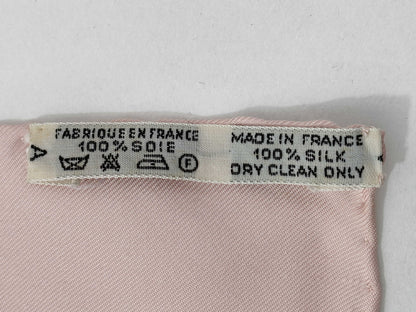 FABRIQUE EN FRANCE
100% SOIE
A
F
MADE IN FRANCE
100% SILK
DRY CLEAN ONLY